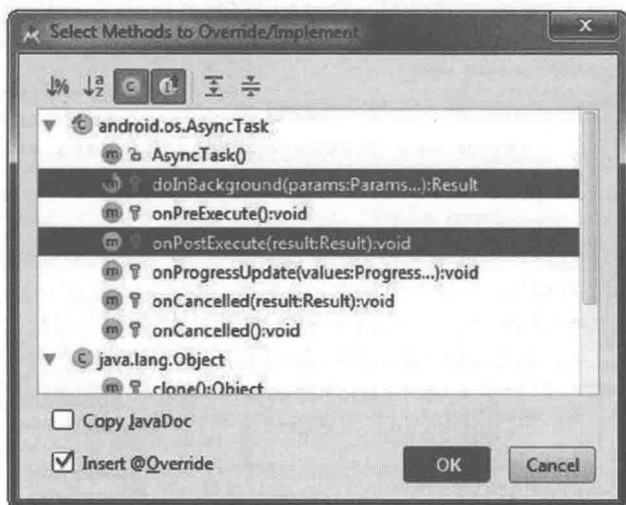 Select Methods to Override/Implement
android.os.AsyncTask
AsyncTask()
doInBackground(params:Params...):Result
onPreExecute():void
onPostExecute(result:Result):void
onProgressUpdate(values:Progress...):void
onCancelled(result:Result):void
onCancelled():void
java.lang.Object
clone():Object
Copy JavaDoc
Insert @Override
OK
Cancel